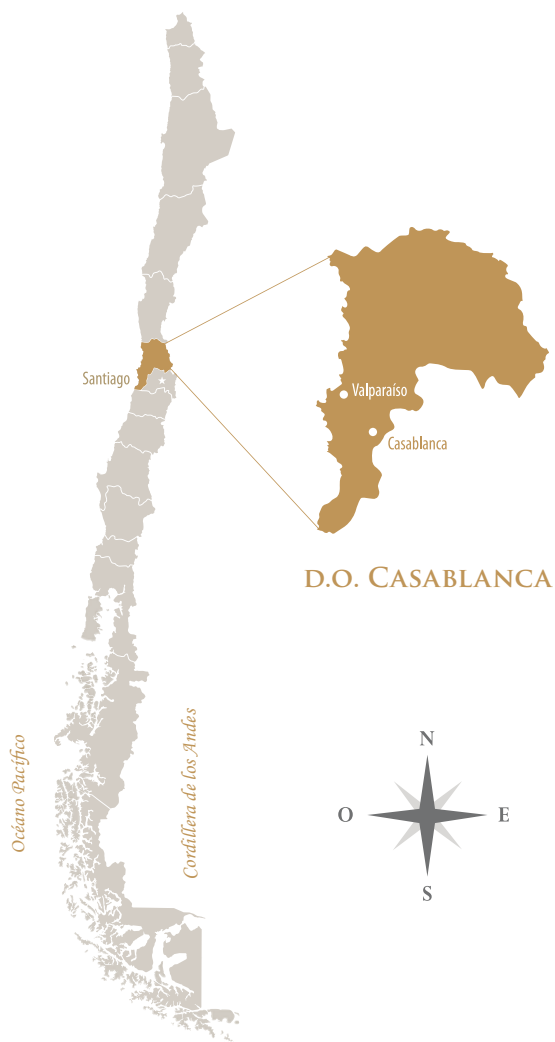 Santiago
Valparaíso
Casablanca
D.O. Casablanca
Océano Pacífico
Cordillera de los Andes
N
O
E
S